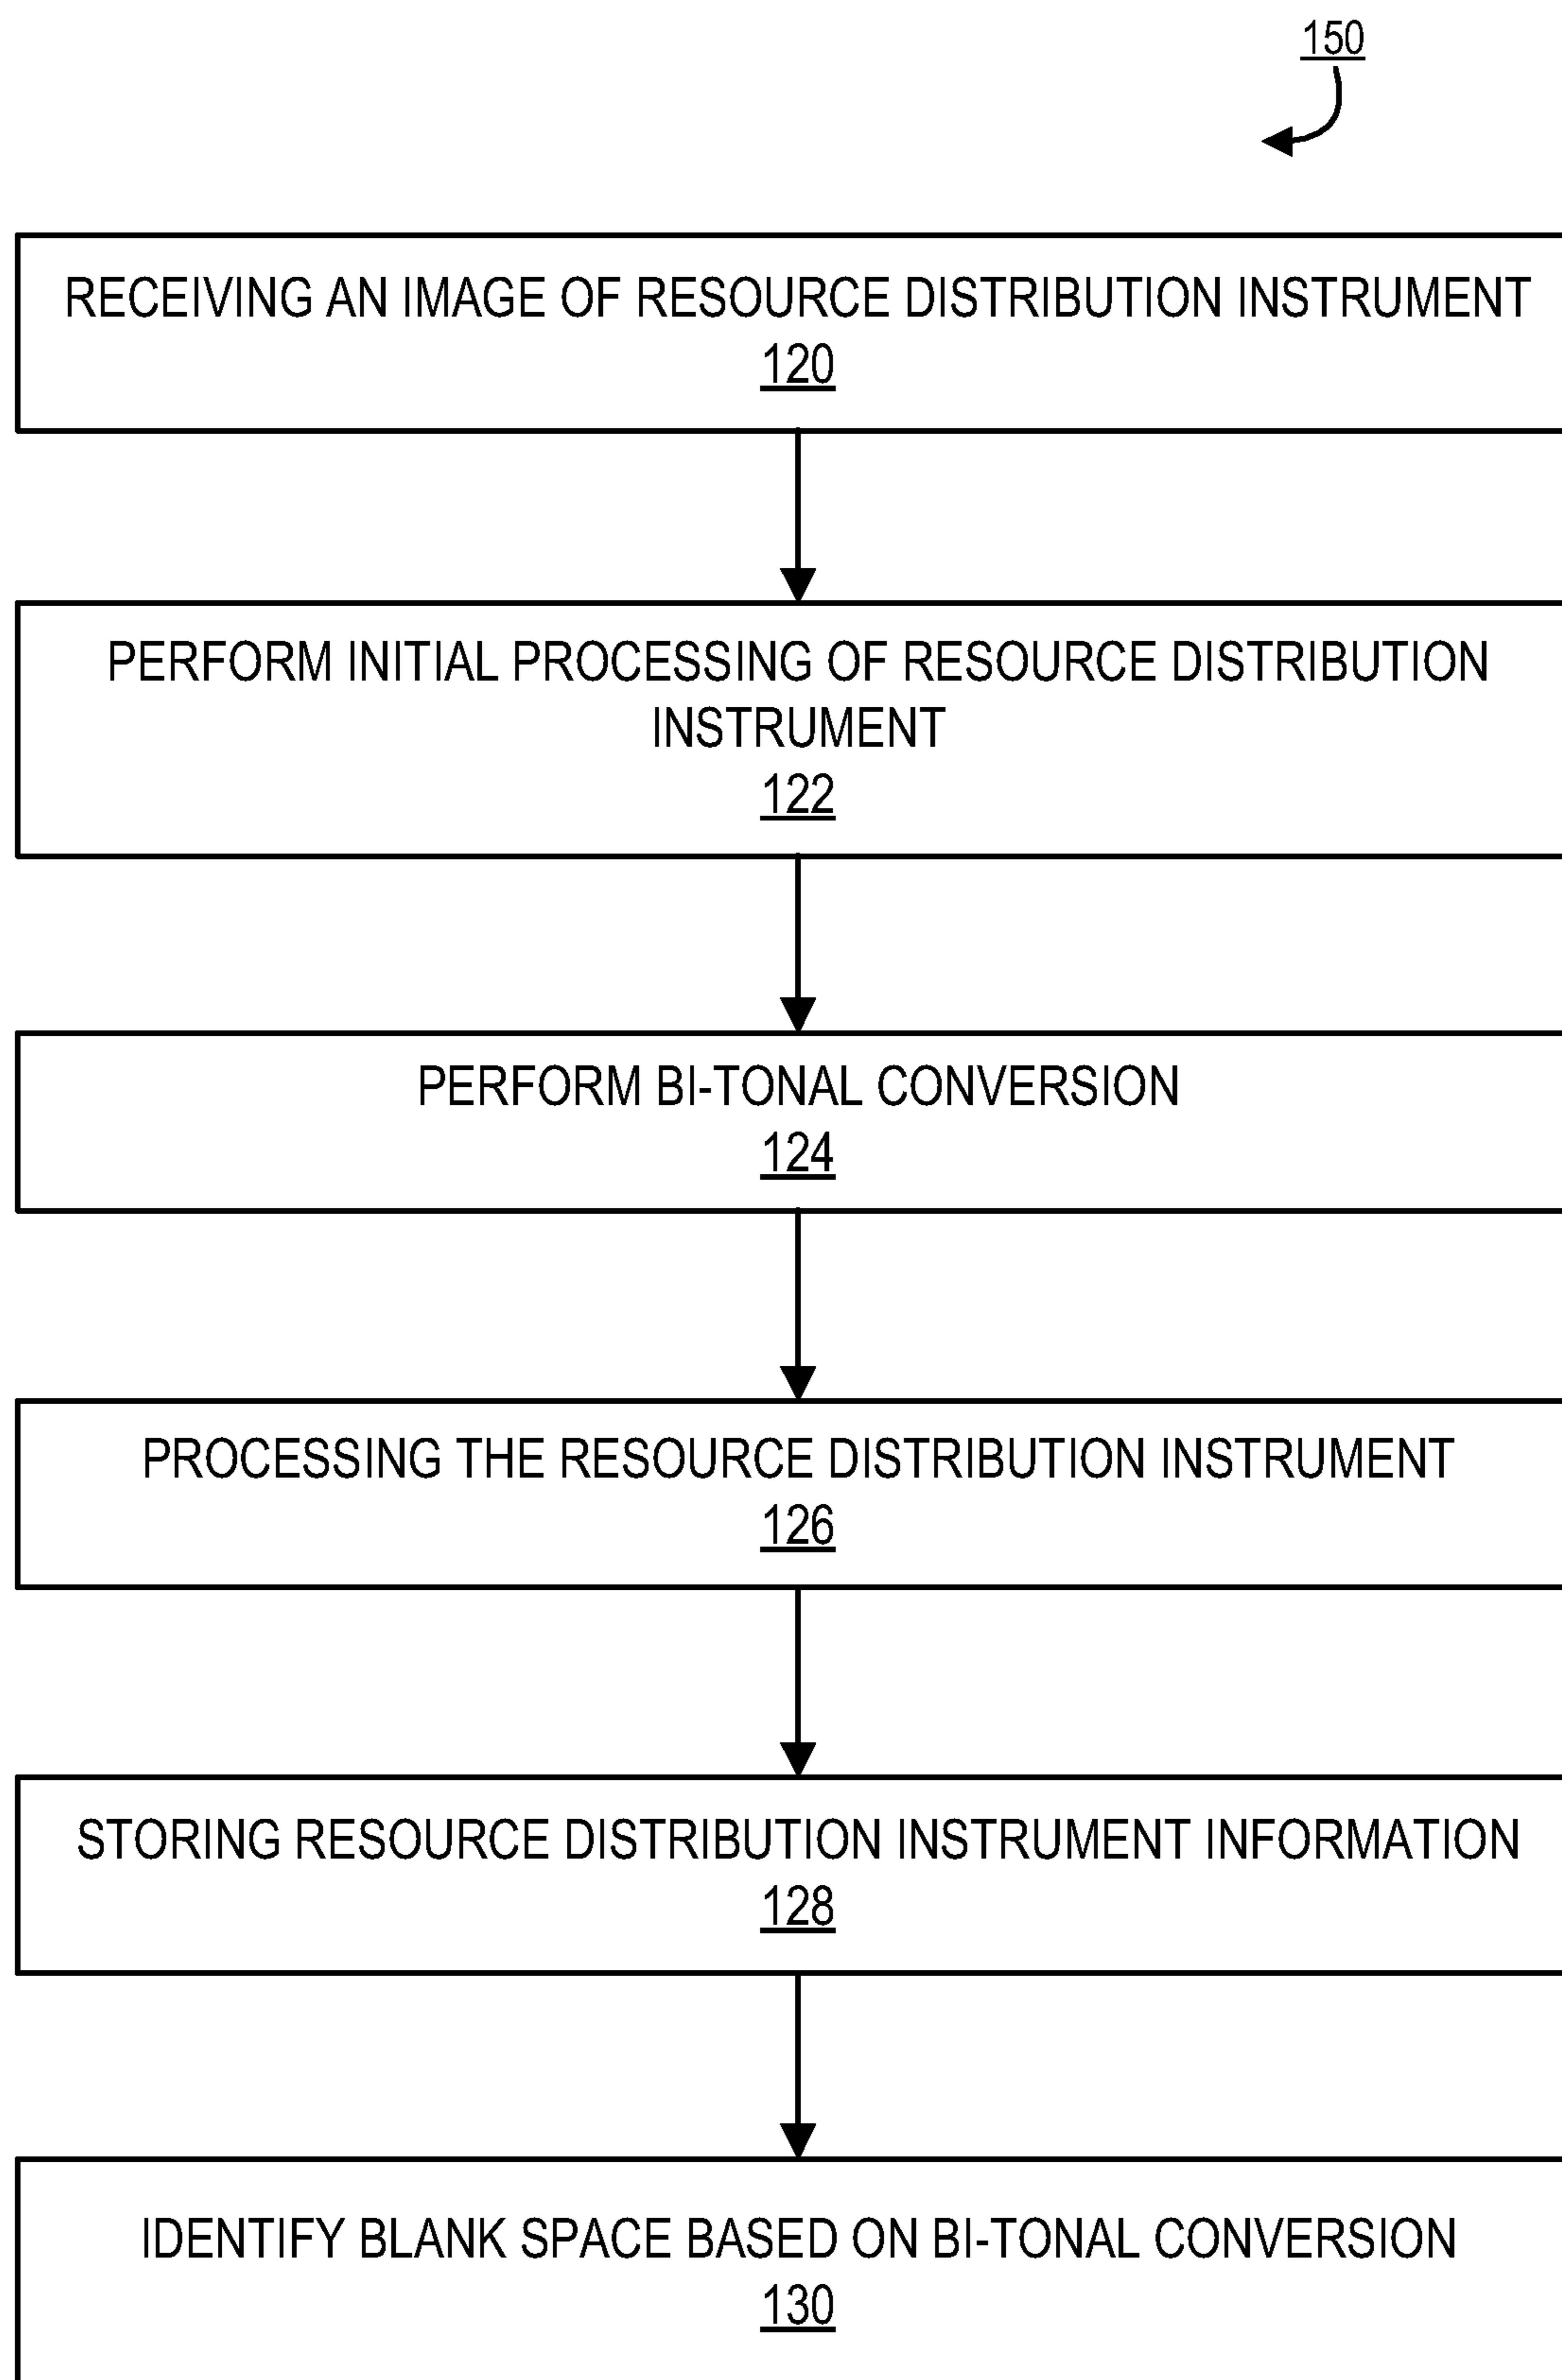 150
RECEIVING AN IMAGE OF RESOURCE DISTRIBUTION INSTRUMENT
120
PERFORM INITIAL PROCESSING OF RESOURCE DISTRIBUTION
INSTRUMENT
122
PERFORM BI-TONAL CONVERSION
124
PROCESSING THE RESOURCE DISTRIBUTION INSTRUMENT
126
STORING RESOURCE DISTRIBUTION INSTRUMENT INFORMATION
128
IDENTIFY BLANK SPACE BASED ON BI-TONAL CONVERSION
130